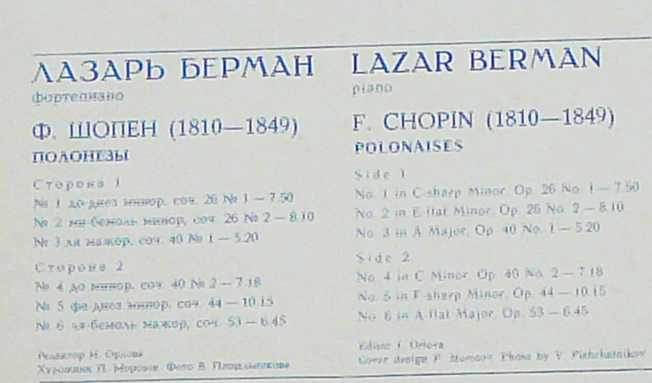 ЛАЗАРЬ БЕРМАН
фортепиано
Ф. ШОПЕН (1810—1849)
ПОЛОНЕЗЫ
Сторона 1
№ 1 до-диез минор, соч. 26 № 1 — 7.50
№ 2 ми-бемоль минор, соч. 26 № 2 — 8.10
№ 3 ля мажор, соч. 40 № 1 — 5.20
Сторона 2
№ 4 до минор, соч. 40 № 2 — 7.18
№ 5 фа-диез минор, соч. 44 — 10.15
№ 6 ля-бемоль мажор, соч. 53 — 6.45
Редактор И. Орлова
Художник П. Фото В.
LAZAR BERMAN
piano
F. CHOPIN (1810—1849)
POLONAISES
Side 1
No. 1 in C-sharp Minor, Op. 26 No. 1 — 7.50
No. 2 in E-flat Minor, Op. 26 No. 2 — 8.10
No. 3 in A Major, Op. 40 No. 1 — 5.20
Side 2
No. 4 in C Minor, Op. 40 No. 2 — 7.18
No. 5 in F-sharp Minor, Op. 44 — 10.15
No. 6 in A-flat Major, Op. 53 — 6.45
Editor I. Orlova
Cover design P. Photo by V.